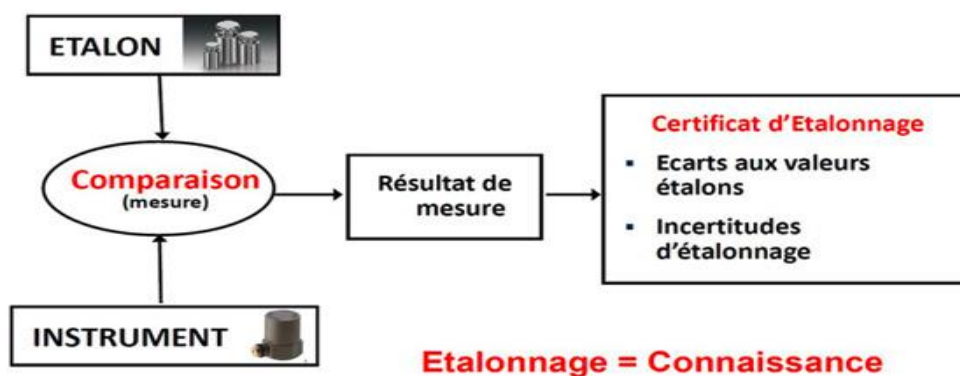 ETALON
Comparaison
(mesure)
INSTRUMENT
Résultat de
mesure
Certificat d’Etalonnage
▪ Ecarts aux valeurs
étalons
▪ Incertitudes
d’étalonnage
Etalonnage = Connaissance